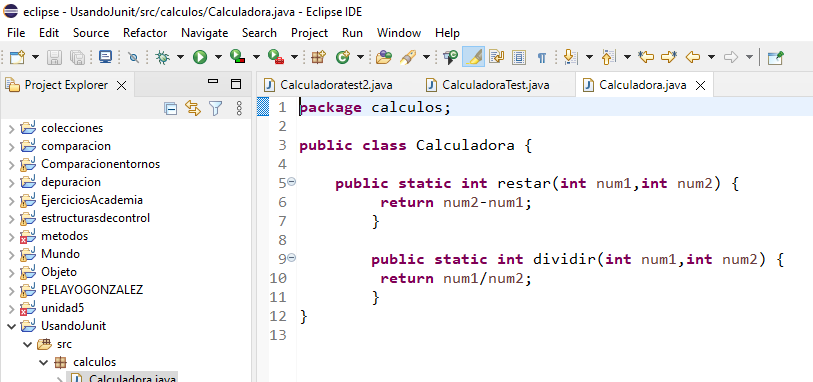 eclipse - UsandoJunit/src/calculos/Calculadora.java - Eclipse IDE
File Edit Source Refactor Navigate Search Project Run Window Help
Project Explorer
Calculadoratest2.java CalculadoraTest.java Calculadora.java
colecciones
comparacion
Comparacionentornos
depuracion
EjerciciosAcademia
estructurasdecontrol
metodos
Mundo
Objeto
PELAYOGONZALEZ
unidad5
UsandoJunit
src
calculos
Calculadora.java
1 package calculos;
2
3 public class Calculadora {
4
5 public static int restar(int num1,int num2) {
6 return num2-num1;
7 }
8
9 public static int dividir(int num1,int num2) {
10 return num1/num2;
11 }
12 }
13